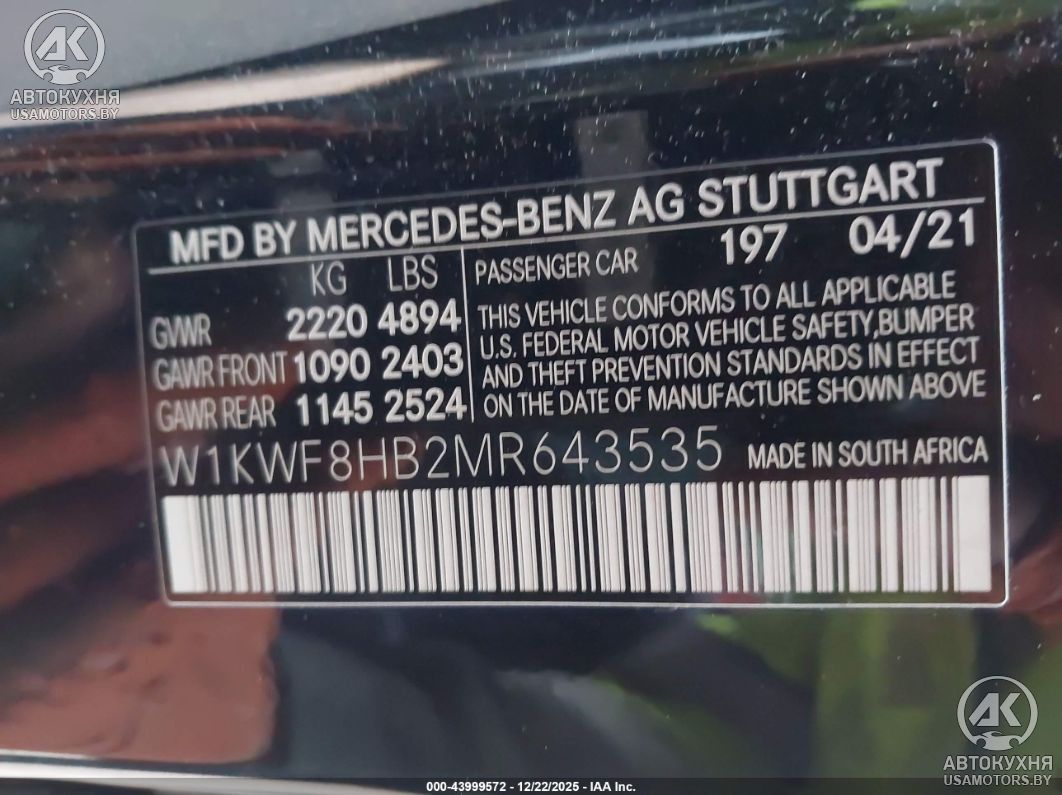 AK
АВТОКУХНЯ
USAMOTORS.BY
MFD BY MERCEDES-BENZ AG STUTTGART
KG LBS
PASSENGER CAR 197 04/21
GVWR 2220 4894
GAWR FRONT 1090 2403
GAWR REAR 1145 2524
THIS VEHICLE CONFORMS TO ALL APPLICABLE
U.S. FEDERAL MOTOR VEHICLE SAFETY,BUMPER
AND THEFT PREVENTION STANDARDS IN EFFECT
ON THE DATE OF MANUFACTURE SHOWN ABOVE
W1KWF8HB2MR643535 MADE IN SOUTH AFRICA
AK
АВТОКУХНЯ
USAMOTORS.BY
000-43999572 - 12/22/2025 - IAA Inc.